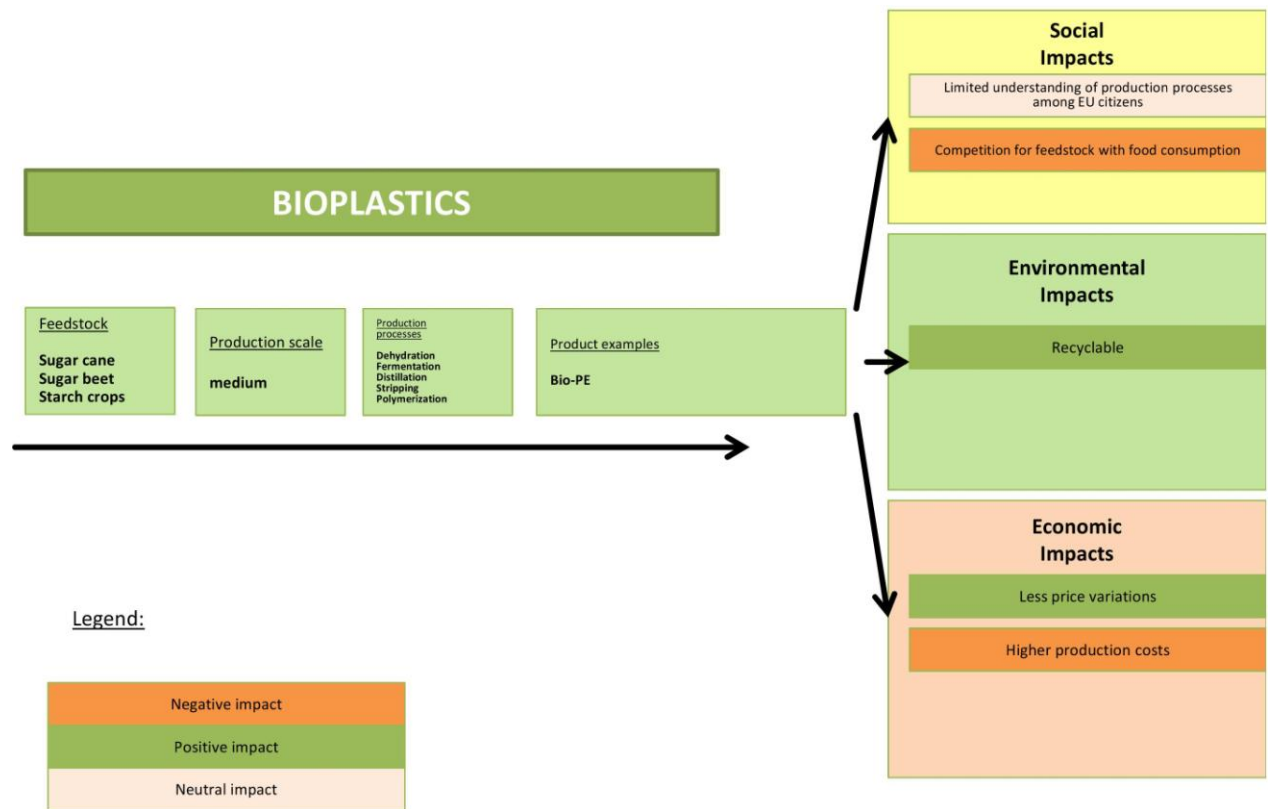 BIOPLASTICS
Feedstock
Sugar cane
Sugar beet
Starch crops
Production scale
medium
Production
processes
Dehydration
Fermentation
Distillation
Stripping
Polymerization
Product examples
Bio-PE
Social
Impacts
Limited understanding of production processes
among EU citizens
Competition for feedstock with food consumption
Environmental
Impacts
Recyclable
Economic
Impacts
Less price variations
Higher production costs
Legend:
Negative impact
Positive impact
Neutral impact